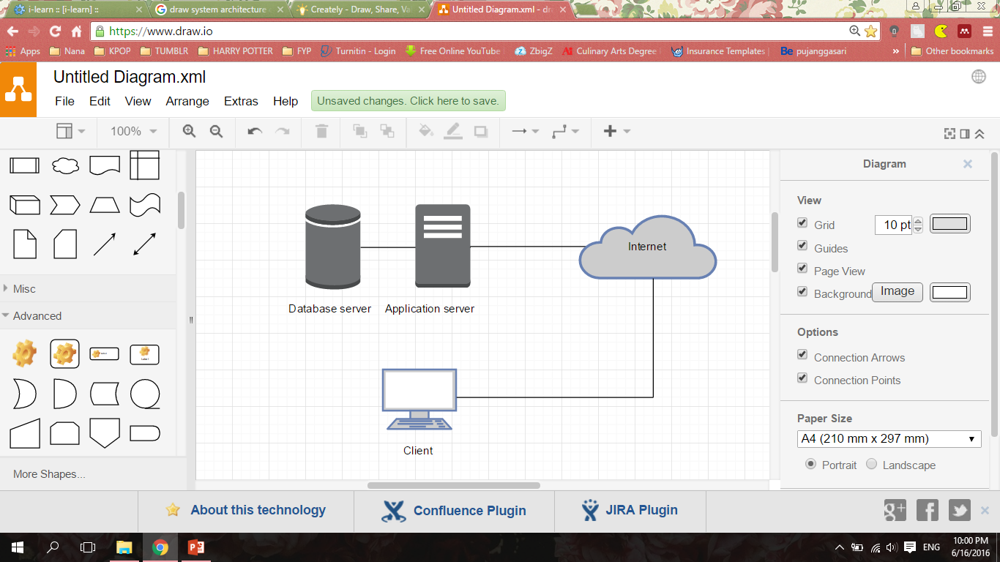 i-learn :: [i-learn] ::
draw system architecture
Creately - Draw, Share, Va
Untitled Diagram.xml - dr
https://www.draw.io
Apps
Nana
KPOP
TUMBLR
HARRY POTTER
FYP
Turnitin - Login
Free Online YouTube
ZbigZ
Culinary Arts Degree
Insurance Templates
Be pujanggasari
»
Other bookmarks
Untitled Diagram.xml
File Edit View Arrange Extras Help
Unsaved changes. Click here to save.
100%
Misc
Advanced
More Shapes...
Database server
Application server
Internet
Client
Diagram
View
Grid
10 pt
Guides
Page View
Background
Image
Options
Connection Arrows
Connection Points
Paper Size
A4 (210 mm x 297 mm)
Portrait
Landscape
About this technology
Confluence Plugin
JIRA Plugin
ENG
10:00 PM
6/16/2016